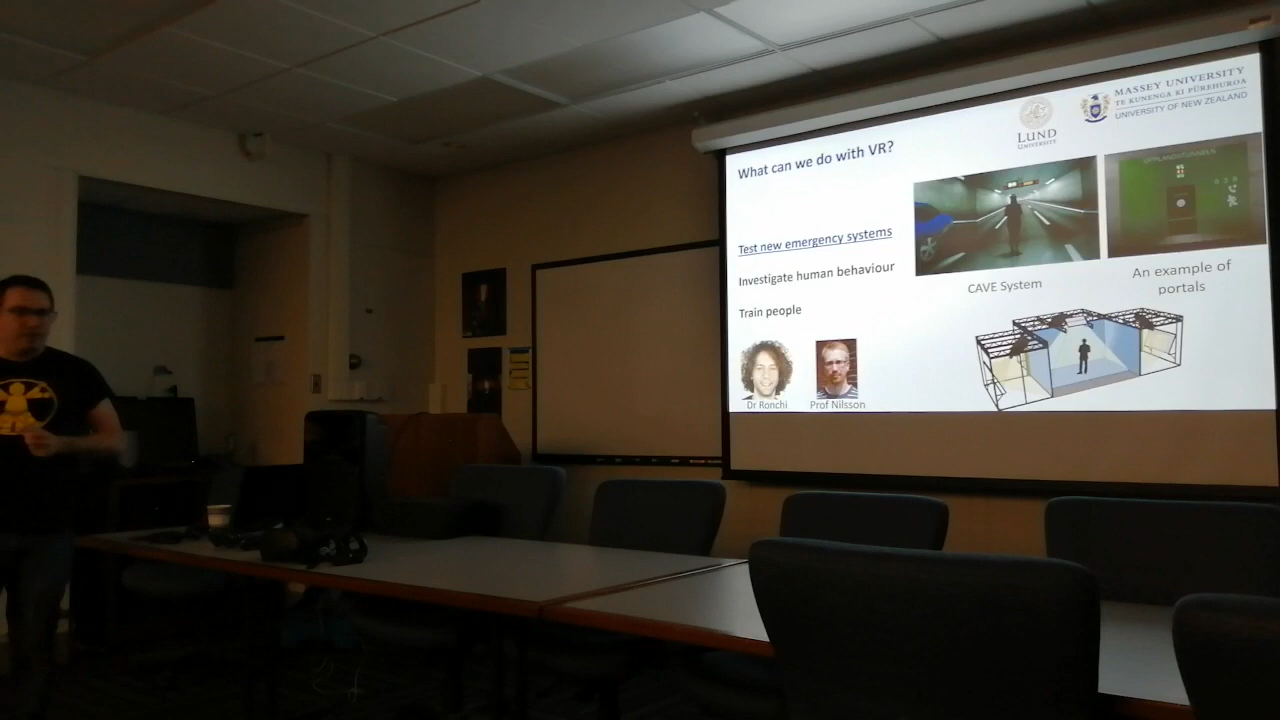 MASSEY UNIVERSITY
TE KUNENGA KI PŪREHUROA
UNIVERSITY OF NEW ZEALAND
LUND
UNIVERSITY
What can we do with VR?
Test new emergency systems
Investigate human behaviour
Train people
CAVE System
An example of
portals
Dr Ronchi
Prof Nilsson